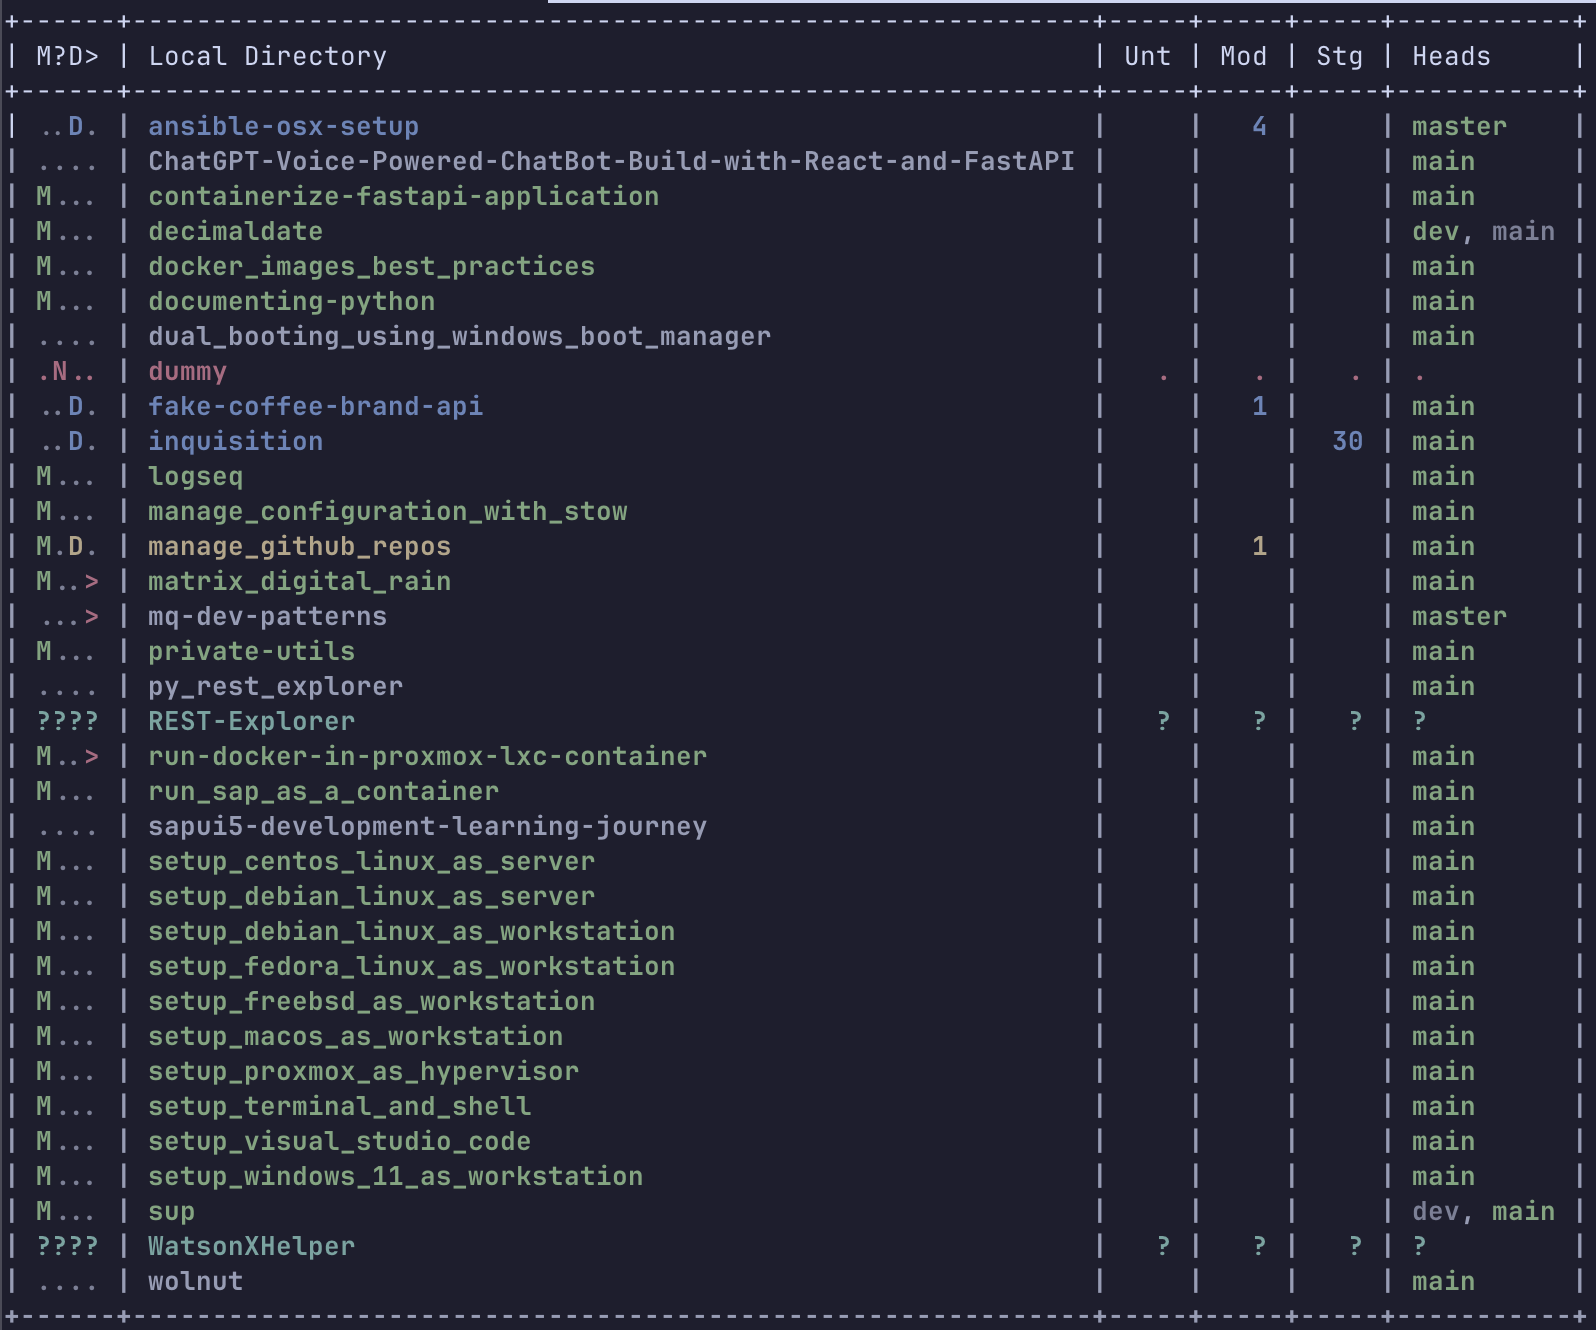 +------+------------------------------------------------------------+-----+-----+-----+-----------+
| M?D> | Local Directory                                            | Unt | Mod | Stg | Heads     |
+------+------------------------------------------------------------+-----+-----+-----+-----------+
| ..D. | ansible-osx-setup                                          |     |   4 |     | master    |
| .... | ChatGPT-Voice-Powered-ChatBot-Build-with-React-and-FastAPI |     |     |     | main      |
| M... | containerize-fastapi-application                           |     |     |     | main      |
| M... | decimaldate                                                |     |     |     | dev, main |
| M... | docker_images_best_practices                               |     |     |     | main      |
| M... | documenting-python                                         |     |     |     | main      |
| .... | dual_booting_using_windows_boot_manager                    |     |     |     | main      |
| .N.. | dummy                                                      |   . |   . |   . | .         |
| ..D. | fake-coffee-brand-api                                      |     |   1 |     | main      |
| ..D. | inquisition                                                |     |     |  30 | main      |
| M... | logseq                                                     |     |     |     | main      |
| M... | manage_configuration_with_stow                             |     |     |     | main      |
| M.D. | manage_github_repos                                        |     |   1 |     | main      |
| M..> | matrix_digital_rain                                        |     |     |     | main      |
| ...> | mq-dev-patterns                                            |     |     |     | master    |
| M... | private-utils                                              |     |     |     | main      |
| .... | py_rest_explorer                                           |     |     |     | main      |
| ???? | REST-Explorer                                              |   ? |   ? |   ? | ?         |
| M..> | run-docker-in-proxmox-lxc-container                        |     |     |     | main      |
| M... | run_sap_as_a_container                                     |     |     |     | main      |
| .... | sapui5-development-learning-journey                        |     |     |     | main      |
| M... | setup_centos_linux_as_server                               |     |     |     | main      |
| M... | setup_debian_linux_as_server                               |     |     |     | main      |
| M... | setup_debian_linux_as_workstation                          |     |     |     | main      |
| M... | setup_fedora_linux_as_workstation                          |     |     |     | main      |
| M... | setup_freebsd_as_workstation                               |     |     |     | main      |
| M... | setup_macos_as_workstation                                 |     |     |     | main      |
| M... | setup_proxmox_as_hypervisor                                |     |     |     | main      |
| M... | setup_terminal_and_shell                                   |     |     |     | main      |
| M... | setup_visual_studio_code                                   |     |     |     | main      |
| M... | setup_windows_11_as_workstation                            |     |     |     | main      |
| M... | sup                                                        |     |     |     | dev, main |
| ???? | WatsonXHelper                                              |   ? |   ? |   ? | ?         |
| .... | wolnut                                                     |     |     |     | main      |
+------+------------------------------------------------------------+-----+-----+-----+-----------+